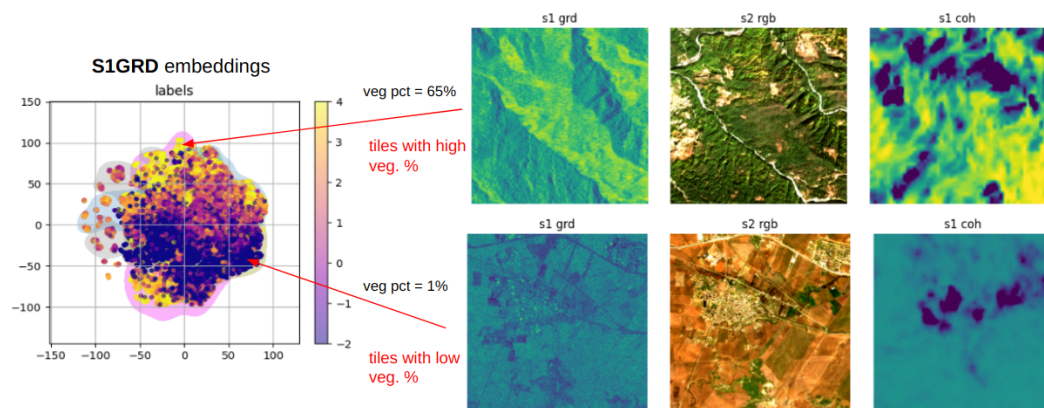 S1GRD embeddings
labels
150
100
50
0
−50
−100
−150
−100
−50
0
50
100
4
3
2
1
0
−1
−2
veg pct = 65%
tiles with high
veg. %
veg pct = 1%
tiles with low
veg. %
s1 grd
s2 rgb
s1 coh
s1 grd
s2 rgb
s1 coh